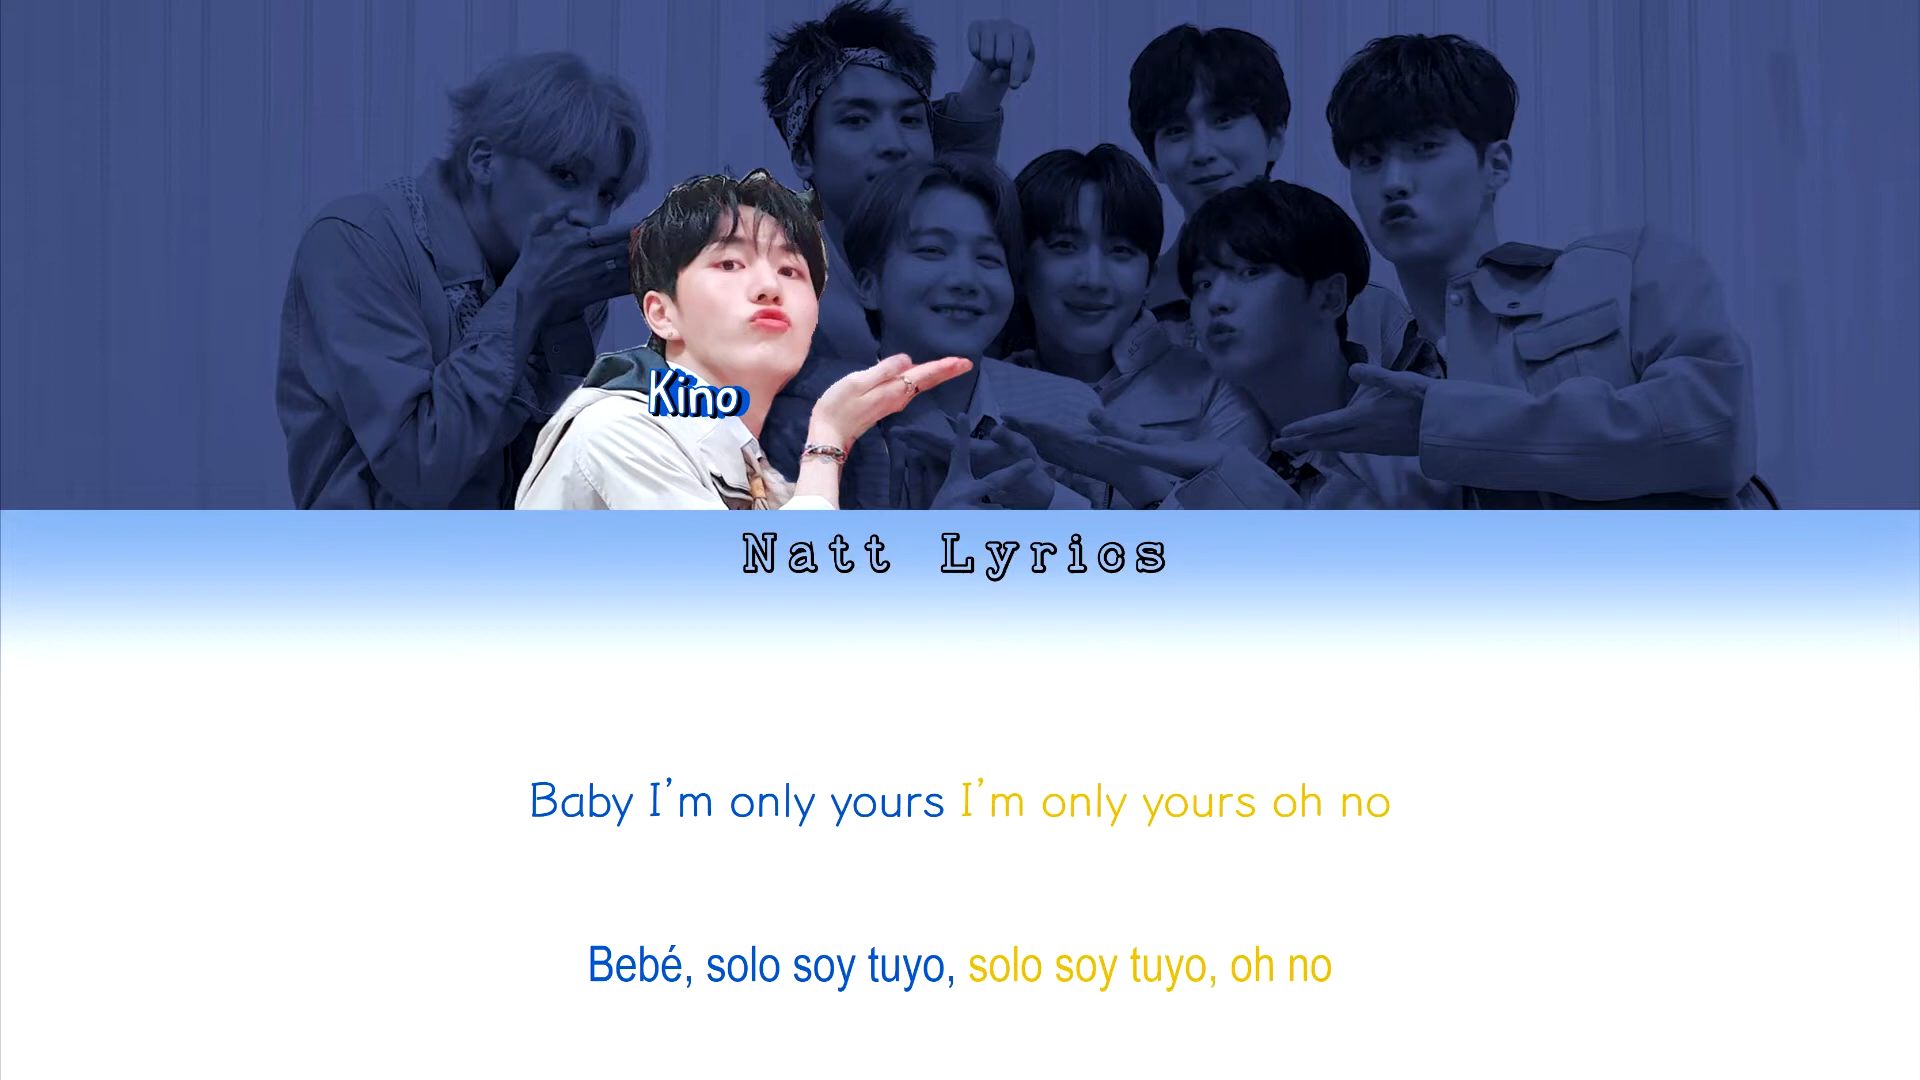 Kino
Natt Lyrics
Baby I'm only yours I'm only yours oh no
Bebé, solo soy tuyo, solo soy tuyo, oh no